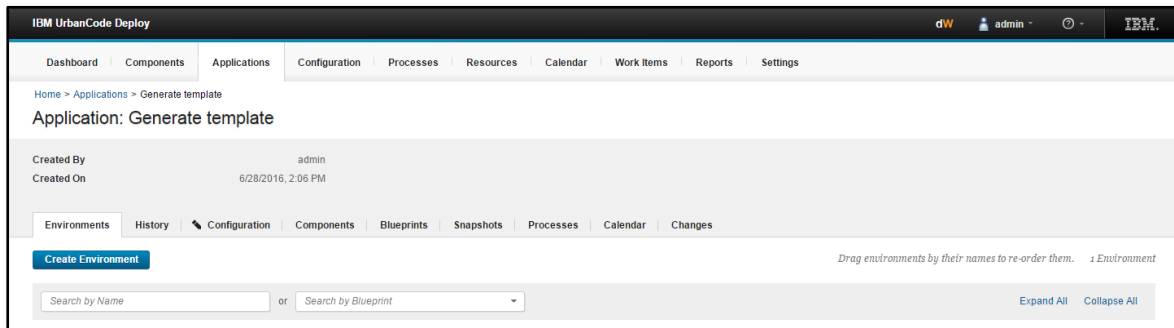 IBM UrbanCode Deploy dW admin IBM.
Dashboard Components Applications Configuration Processes Resources Calendar Work Items Reports Settings
Home > Applications > Generate template
Application: Generate template
Created By admin
Created On 6/28/2016, 2:06 PM
Environments History Configuration Components Blueprints Snapshots Processes Calendar Changes
Create Environment Drag environments by their names to re-order them. 1 Environment
Search by Name or Search by Blueprint Expand All Collapse All